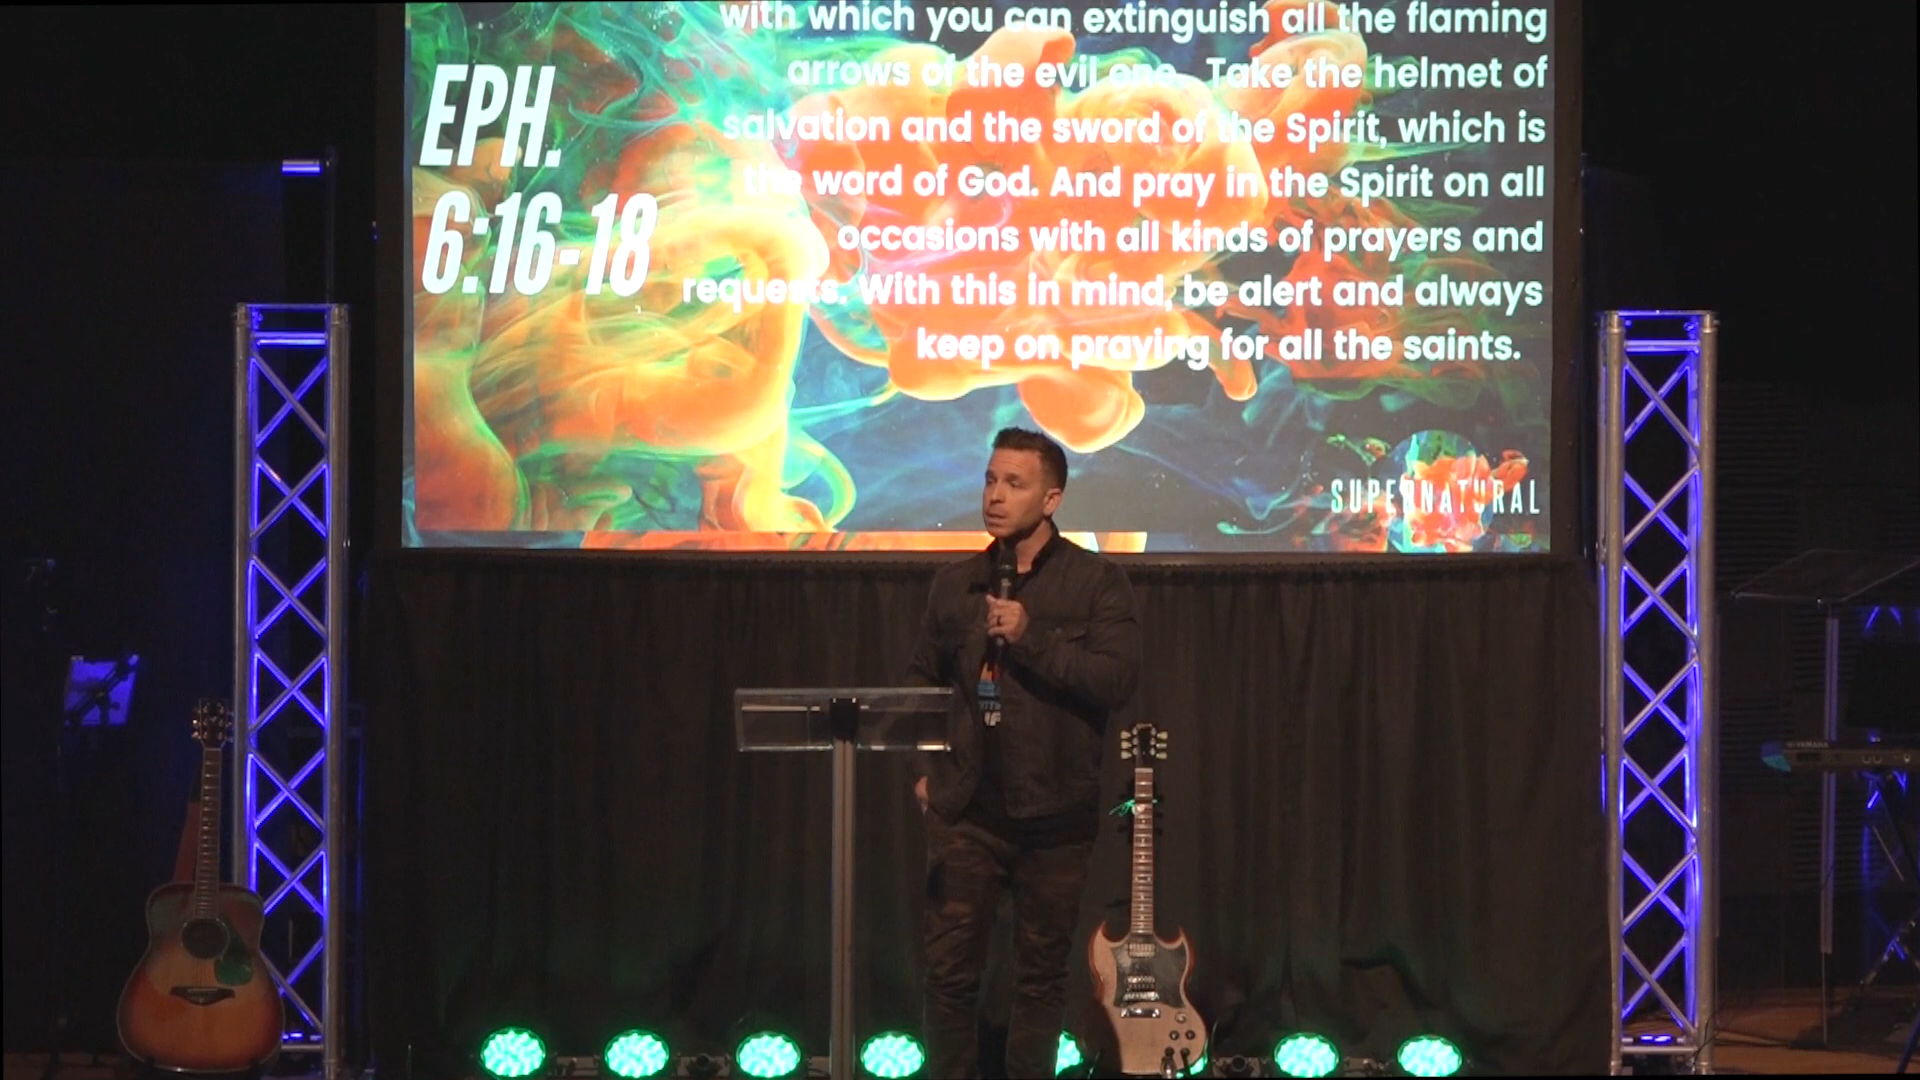 EPH.
6:16-18
with which you can extinguish all the flaming
arrows of the evil one. Take the helmet of
salvation and the sword of the Spirit, which is
the word of God. And pray in the Spirit on all
occasions with all kinds of prayers and
requests. With this in mind, be alert and always
keep on praying for all the saints.
SUPERNATURAL
YAMAHA